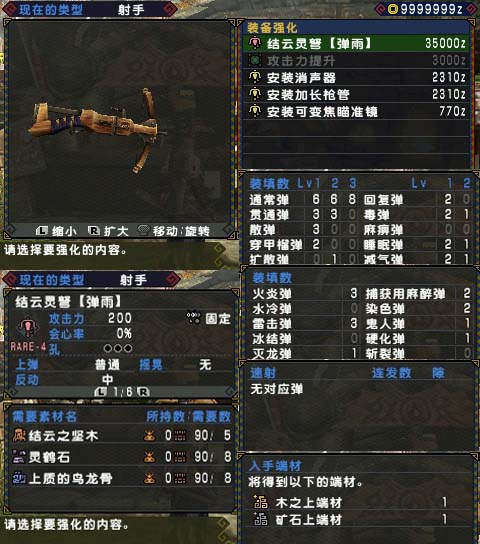 现在的类型 射手
9999999z
缩小 扩大 移动/旋转
请选择要强化的内容。
装备强化
结云灵弩【弹雨】 35000z
攻击力提升 3000z
安装消声器 2310z
安装加长枪管 2310z
安装可变焦瞄准镜 770z
装填数 Lv1 2 3 Lv 1 2
通常弹 6 6 8 回复弹 2 0
贯通弹 3 3 0 毒弹 2 1
散弹 3 0 0 麻痹弹 0 0
穿甲榴弹 2 0 0 睡眠弹 2 1
扩散弹 0 1 0 减气弹 2 1
现在的类型 射手
结云灵弩【弹雨】
攻击力 200 固定
会心率 0%
RARE-4 孔
上弹 普通 摇晃 无
反动 中
L 1/6 R
需要素材名 所持数/需要数
结云之坚木 0 90/ 5
灵鹤石 0 90/ 8
上质的鸟龙骨 0 90/ 8
请选择要强化的内容。
装填数
火炎弹 3 捕获用麻醉弹 2
水冷弹 0 染色弹 2
雷击弹 3 鬼人弹 1
冰结弹 0 硬化弹 1
灭龙弹 1 斩裂弹 0
速射 连发数 隙
无对应弹
入手端材
将得到以下的端材。
木之上端材 1
矿石上端材 1